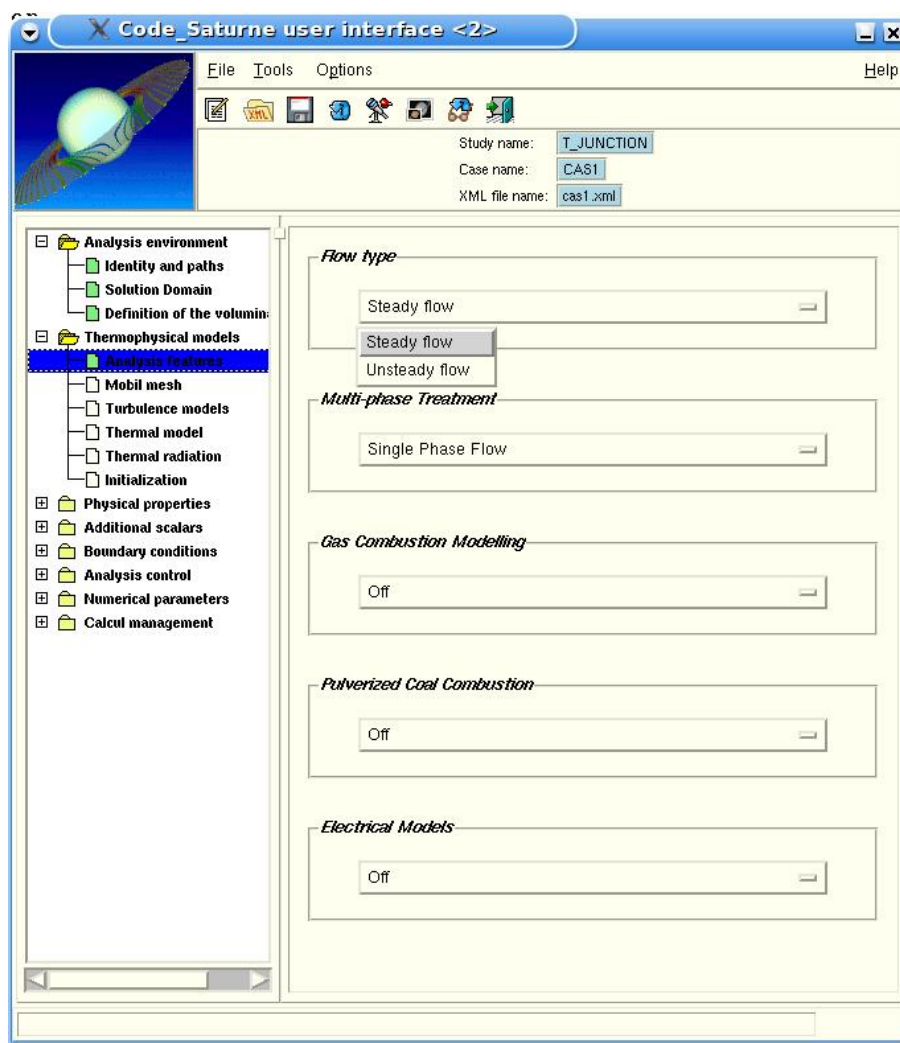 Code_Saturne user interface <2>
File Tools Options Help
Study name: T_JUNCTION
Case name: CAS1
XML file name: cas1.xml
Analysis environment
Identity and paths
Solution Domain
Definition of the volumin
Thermophysical models
Analysis features
Mobil mesh
Turbulence models
Thermal model
Thermal radiation
Initialization
Physical properties
Additional scalars
Boundary conditions
Analysis control
Numerical parameters
Calcul management
Flow type
Steady flow
Steady flow
Unsteady flow
Multi-phase Treatment
Single Phase Flow
Gas Combustion Modelling
Off
Pulverized Coal Combustion
Off
Electrical Models
Off